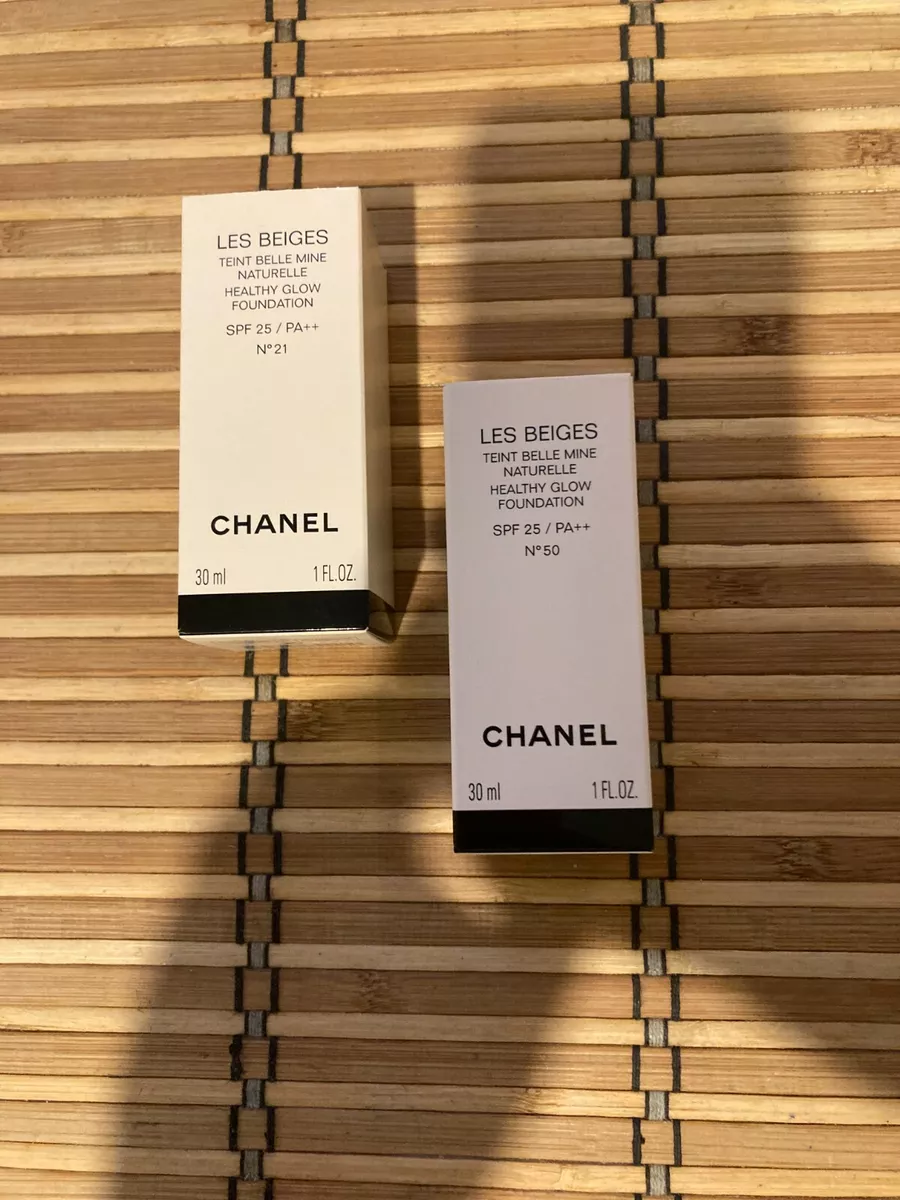 LES BEIGES
TEINT BELLE MINE
NATURELLE
HEALTHY GLOW
FOUNDATION
SPF 25 / PA++
N°21
CHANEL
30 ml 1 FL.OZ.
LES BEIGES
TEINT BELLE MINE
NATURELLE
HEALTHY GLOW
FOUNDATION
SPF 25 / PA++
N°50
CHANEL
30 ml 1 FL.OZ.